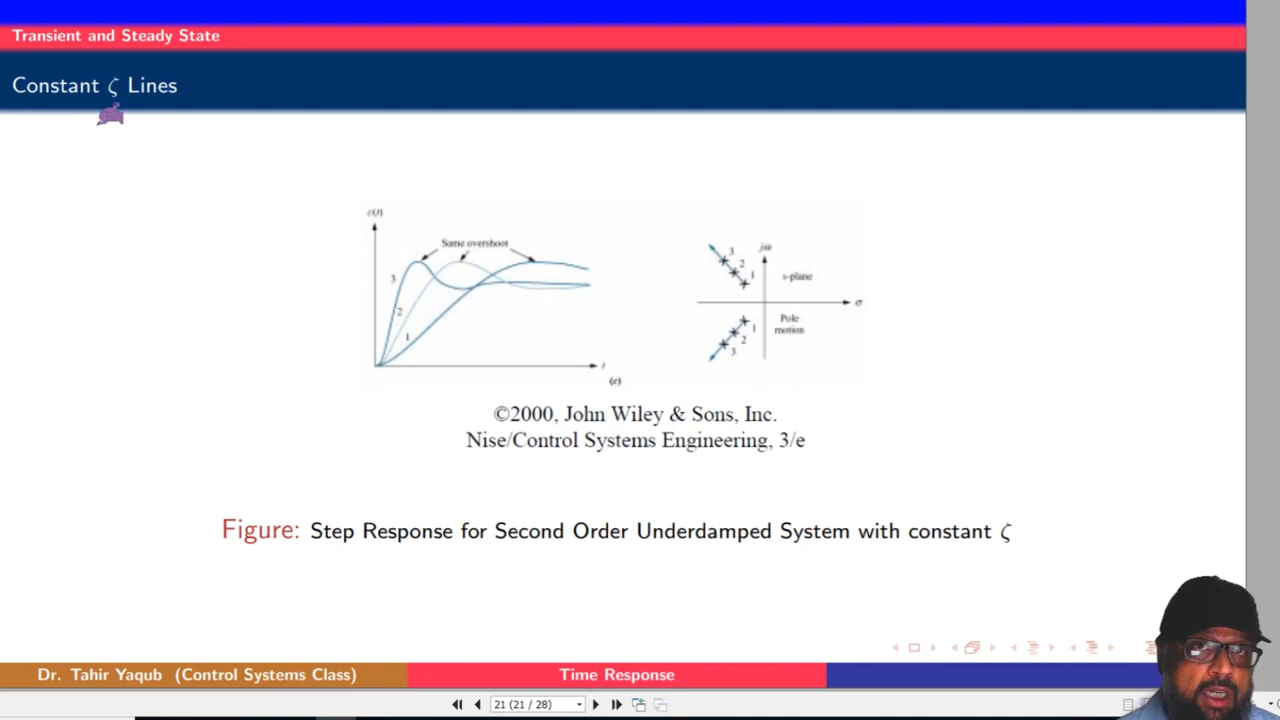 Transient and Steady State
Constant ζ Lines
c(t)
Same overshoot
3
2
1
t
(c)
jω
3
2
1
s-plane
σ
Pole
motion
1
2
3
©2000, John Wiley & Sons, Inc.
Nise/Control Systems Engineering, 3/e
Figure: Step Response for Second Order Underdamped System with constant ζ
Dr. Tahir Yaqub (Control Systems Class)
Time Response
21 (21 / 28)